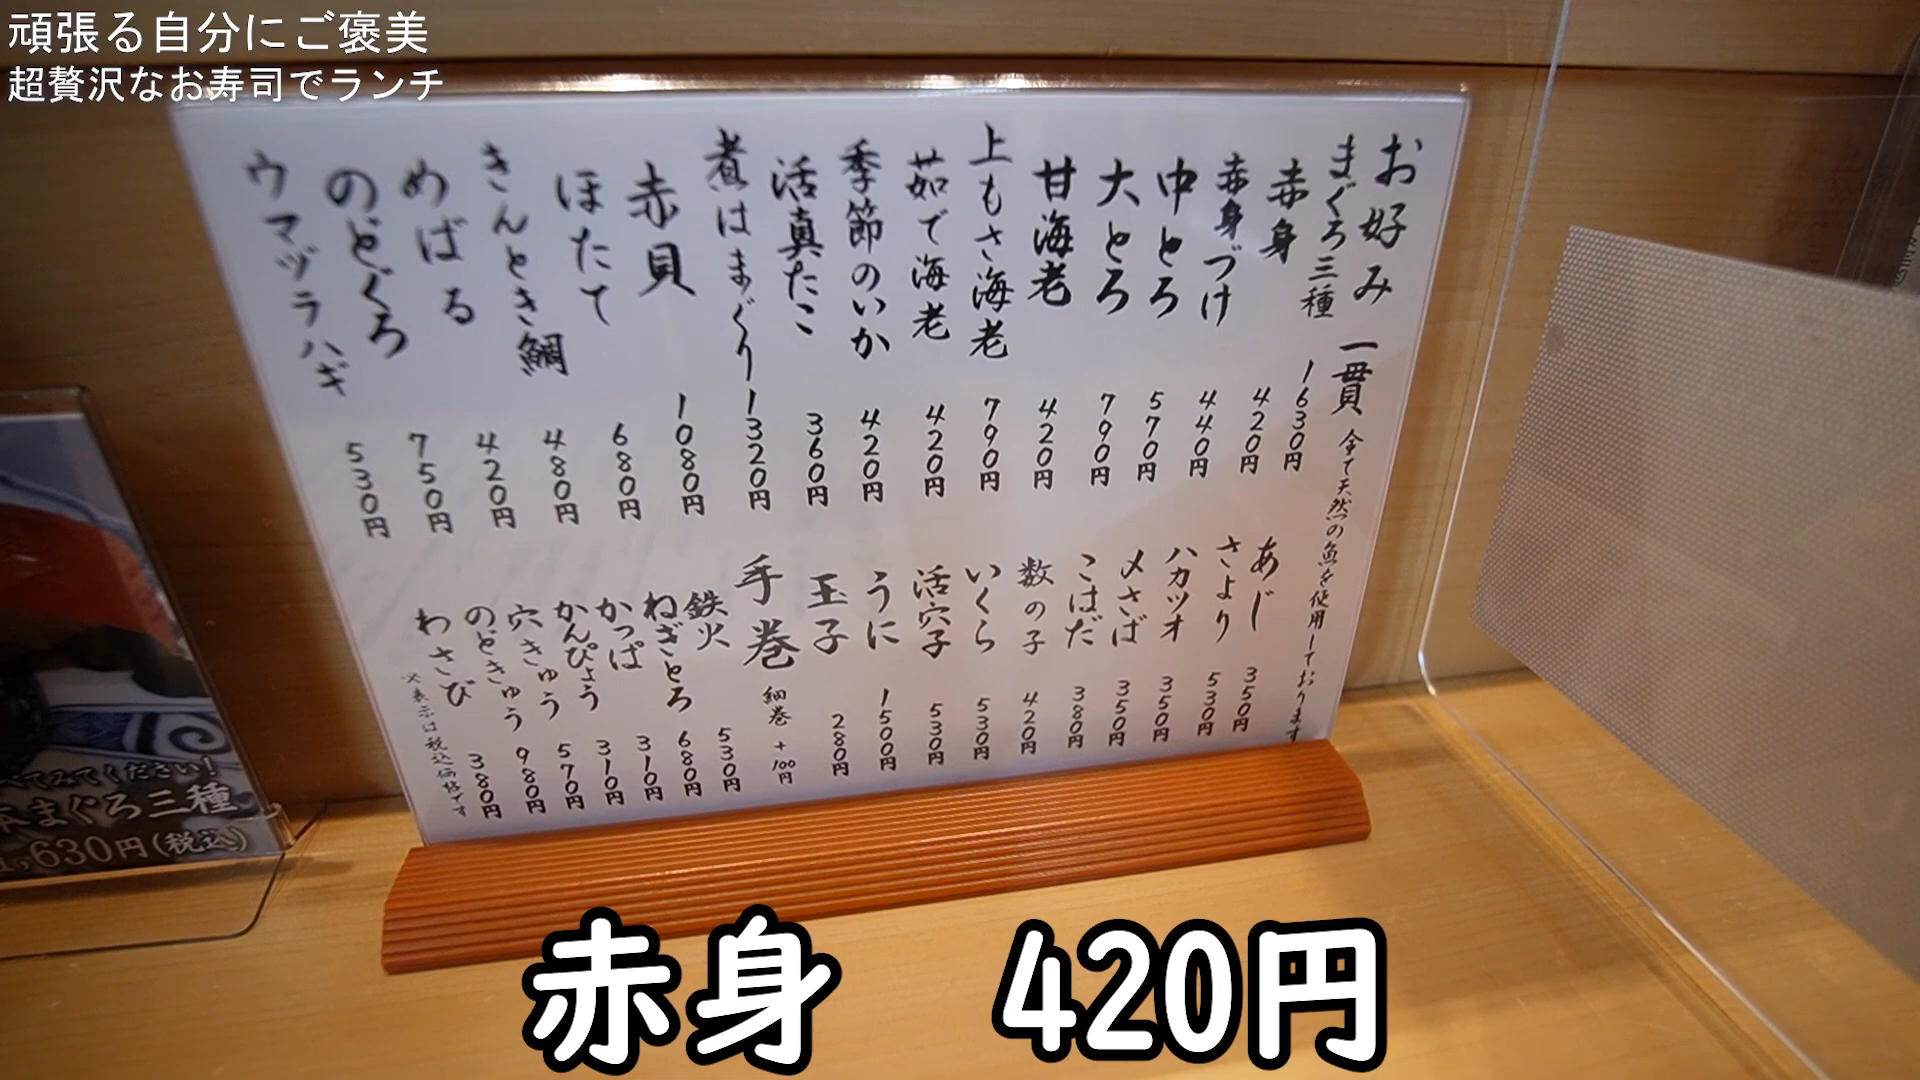 頑張る自分にご褒美
超贅沢なお寿司でランチ
お好み 一貫 全て天然の魚を使用しております
まぐろ三種 1630円
赤身 420円
赤身づけ 440円
中とろ 570円
大とろ 790円
甘海老 420円
上もさ海老 790円
茹で海老 420円
季節のいか 420円
活真たこ 360円
煮はまぐり 1320円
赤貝 1080円
ほたて 680円
きんとき鯛 480円
めばる 420円
のどぐろ 750円
ウマヅラハギ 530円
あじ 350円
さより 530円
ハガツオ 350円
〆さば 350円
こはだ 380円
数の子 420円
いくら 530円
活穴子 530円
うに 1500円
玉子 280円
手巻 細巻+100円
鉄火 530円
ねぎとろ 680円
かっぱ 310円
かんぴょう 310円
穴きゅう 570円
のどきゅう 980円
わさび 380円
※表示は税込価格です
べてみてください!
本まぐろ三種
1,630円(税込)
赤身 420円